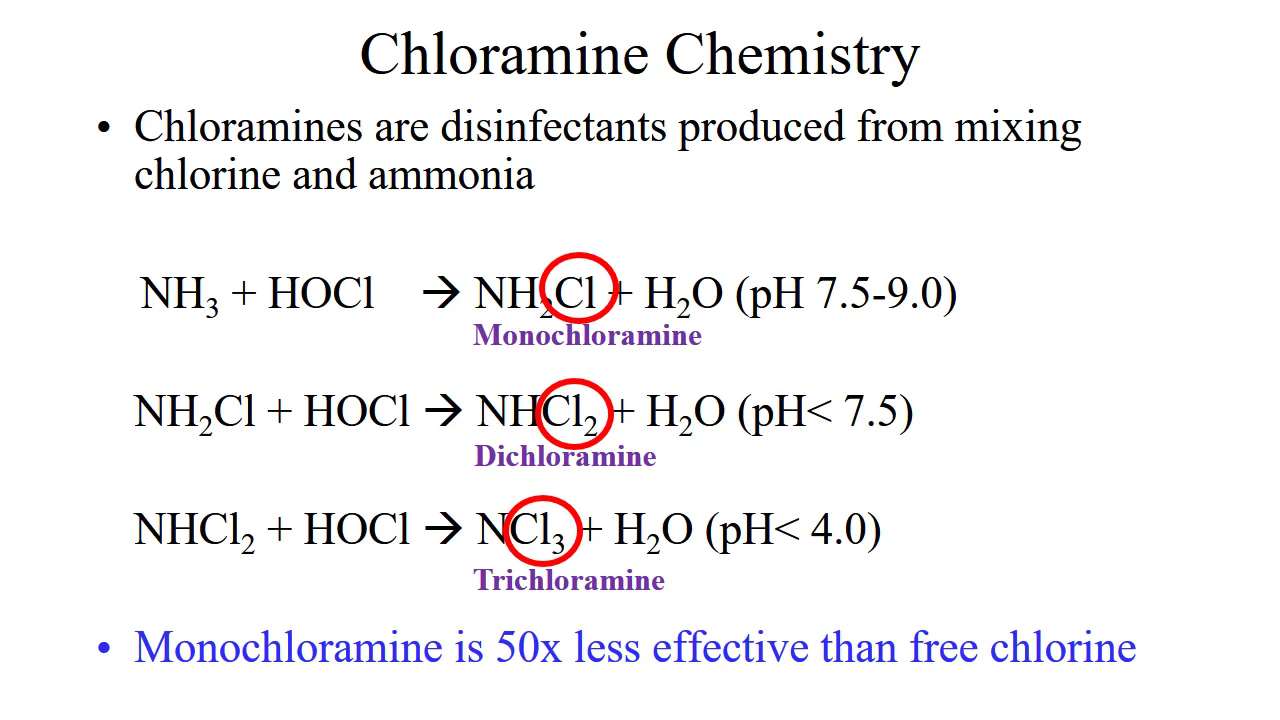 Chloramine Chemistry
• Chloramines are disinfectants produced from mixing
chlorine and ammonia
NH₃ + HOCl → NH₂Cl + H₂O (pH 7.5-9.0)
Monochloramine
NH₂Cl + HOCl → NHCl₂ + H₂O (pH< 7.5)
Dichloramine
NHCl₂ + HOCl → NCl₃ + H₂O (pH< 4.0)
Trichloramine
• Monochloramine is 50x less effective than free chlorine